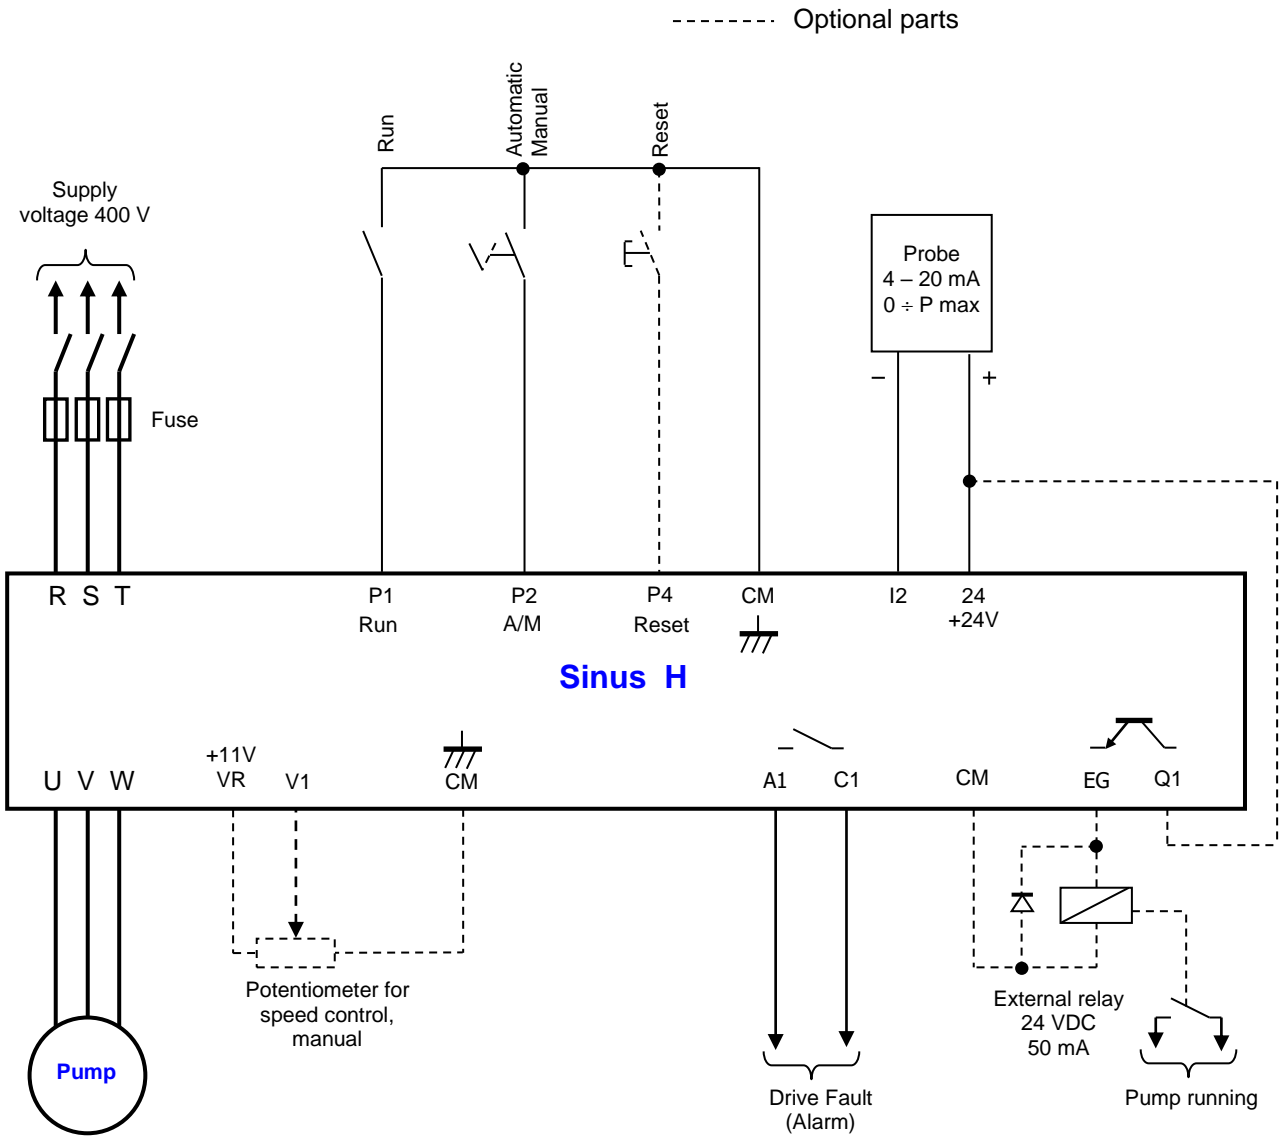 Optional parts
Run
Automatic
Manual
Reset
Supply
voltage 400 V
Probe
4 – 20 mA
0 ÷ P max
–
+
Fuse
R S T
P1
Run
P2
A/M
P4
Reset
CM
I2
24
+24V
Sinus H
U V W
+11V
VR
V1
CM
A1
C1
CM
EG
Q1
Potentiometer for
speed control,
manual
External relay
24 VDC
50 mA
Pump
Drive Fault
(Alarm)
Pump running